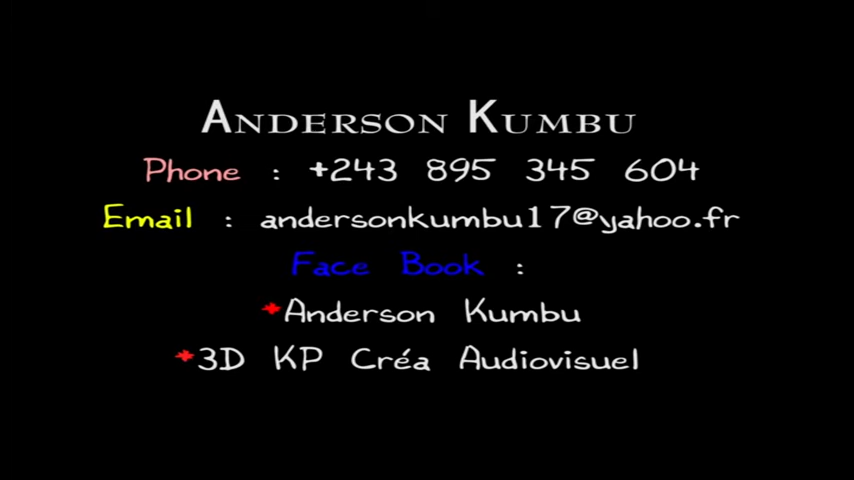 Anderson Kumbu
Phone : +243 895 345 604
Email : andersonkumbu17@yahoo.fr
Face Book :
*Anderson Kumbu
*3D KP Créa Audiovisuel